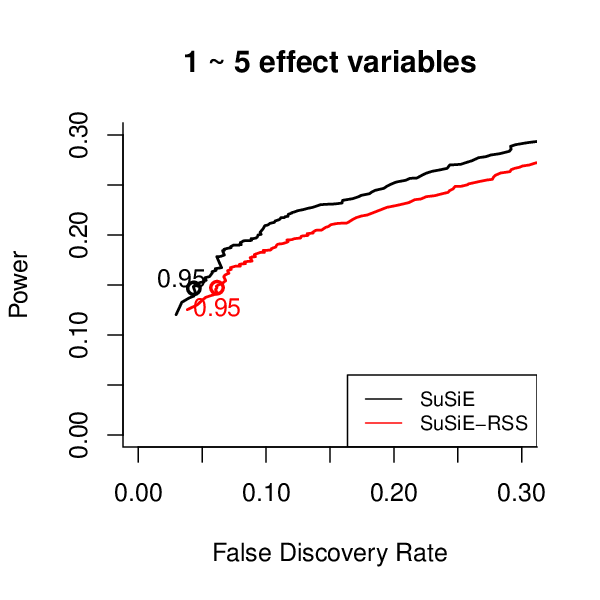 1 ~ 5 effect variables
Power
0.30
0.20
0.10
0.00
0.95
0.95
SuSiE
SuSiE−RSS
0.00 0.10 0.20 0.30
False Discovery Rate